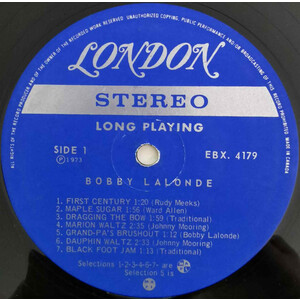 ALL RIGHTS OF THE PRODUCER AND OF THE OWNER OF THE RECORDED WORK RESERVED. UNAUTHORIZED COPYING, PUBLIC PERFORMANCE AND BROADCASTING OF THIS RECORD PROHIBITED. MADE IN CANADA
LONDON
STEREO
LONG PLAYING
SIDE 1
EBX. 4179
℗1973
BOBBY LALONDE
1. FIRST CENTURY 1:20 (Rudy Meeks)
2. MAPLE SUGAR 1:56 (Ward Allen)
3. DRAGGING THE BOW 1:59 (Traditional)
4. MARION WALTZ 2:35 (Johnny Mooring)
5. GRAND-PA'S BRUSHOUT 1:12 (Bobby Lalonde)
6. DAUPHIN WALTZ 2:33 (Johnny Mooring)
7. BLACK FOOT JAM 1:13 (Traditional)
Selections 1-2-3-4-6-7- are
Selection 5 is